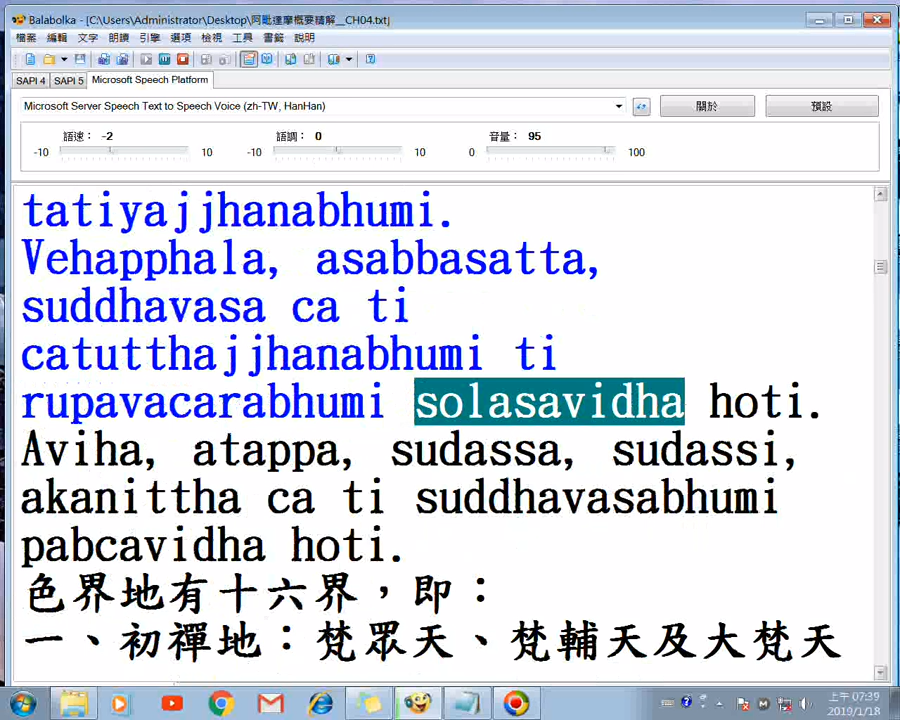 Balabolka - [C:\Users\Administrator\Desktop\阿毗達摩概要精解__CH04.txt]
檔案 編輯 文字 朗讀 引擎 選項 檢視 工具 書籤 說明
SAPI 4 SAPI 5 Microsoft Speech Platform
Microsoft Server Speech Text to Speech Voice (zh-TW, HanHan) 關於 預設
語速： -2 語調： 0 音量： 95
-10 10 -10 10 0 100
tatiyajjhanabhumi.
Vehapphala, asabbasatta,
suddhavasa ca ti
catutthajjhanabhumi ti
rupavacarabhumi solasavidha hoti.
Aviha, atappa, sudassa, sudassi,
akanittha ca ti suddhavasabhumi
pabcavidha hoti.
色界地有十六界，即：
一、初禪地：梵眾天、梵輔天及大梵天
上午 07:39
2019/1/18